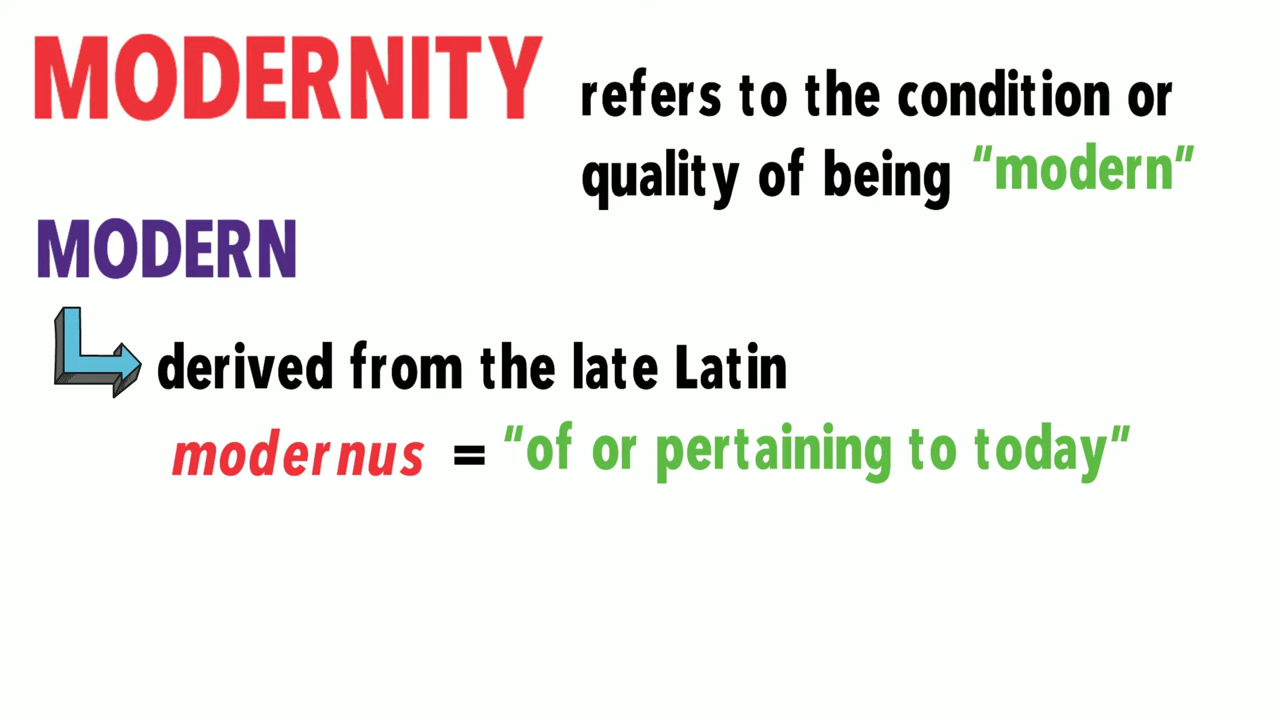 MODERNITY refers to the condition or
quality of being “modern”
MODERN
derived from the late Latin
modernus = “of or pertaining to today”